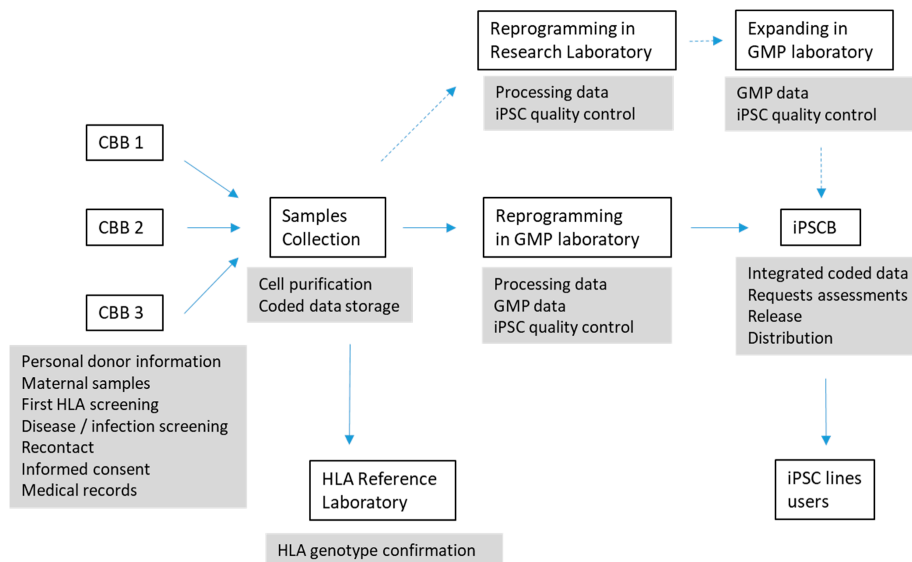 Reprogramming in
Research Laboratory
Expanding in
GMP laboratory
Processing data
iPSC quality control
GMP data
iPSC quality control
CBB 1
CBB 2
CBB 3
Samples
Collection
Reprogramming
in GMP laboratory
iPSCB
Cell purification
Coded data storage
Processing data
GMP data
iPSC quality control
Integrated coded data
Requests assessments
Release
Distribution
Personal donor information
Maternal samples
First HLA screening
Disease / infection screening
Recontact
Informed consent
Medical records
HLA Reference
Laboratory
iPSC lines
users
HLA genotype confirmation